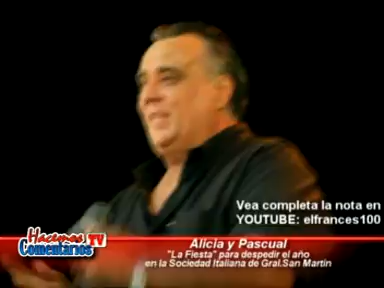 Vea completa la nota en
YOUTUBE: elfrances100
Hacemos
Comentarios TV
Alicia y Pascual
"La Fiesta" para despedir el año
en la Sociedad Italiana de Gral.San Martín